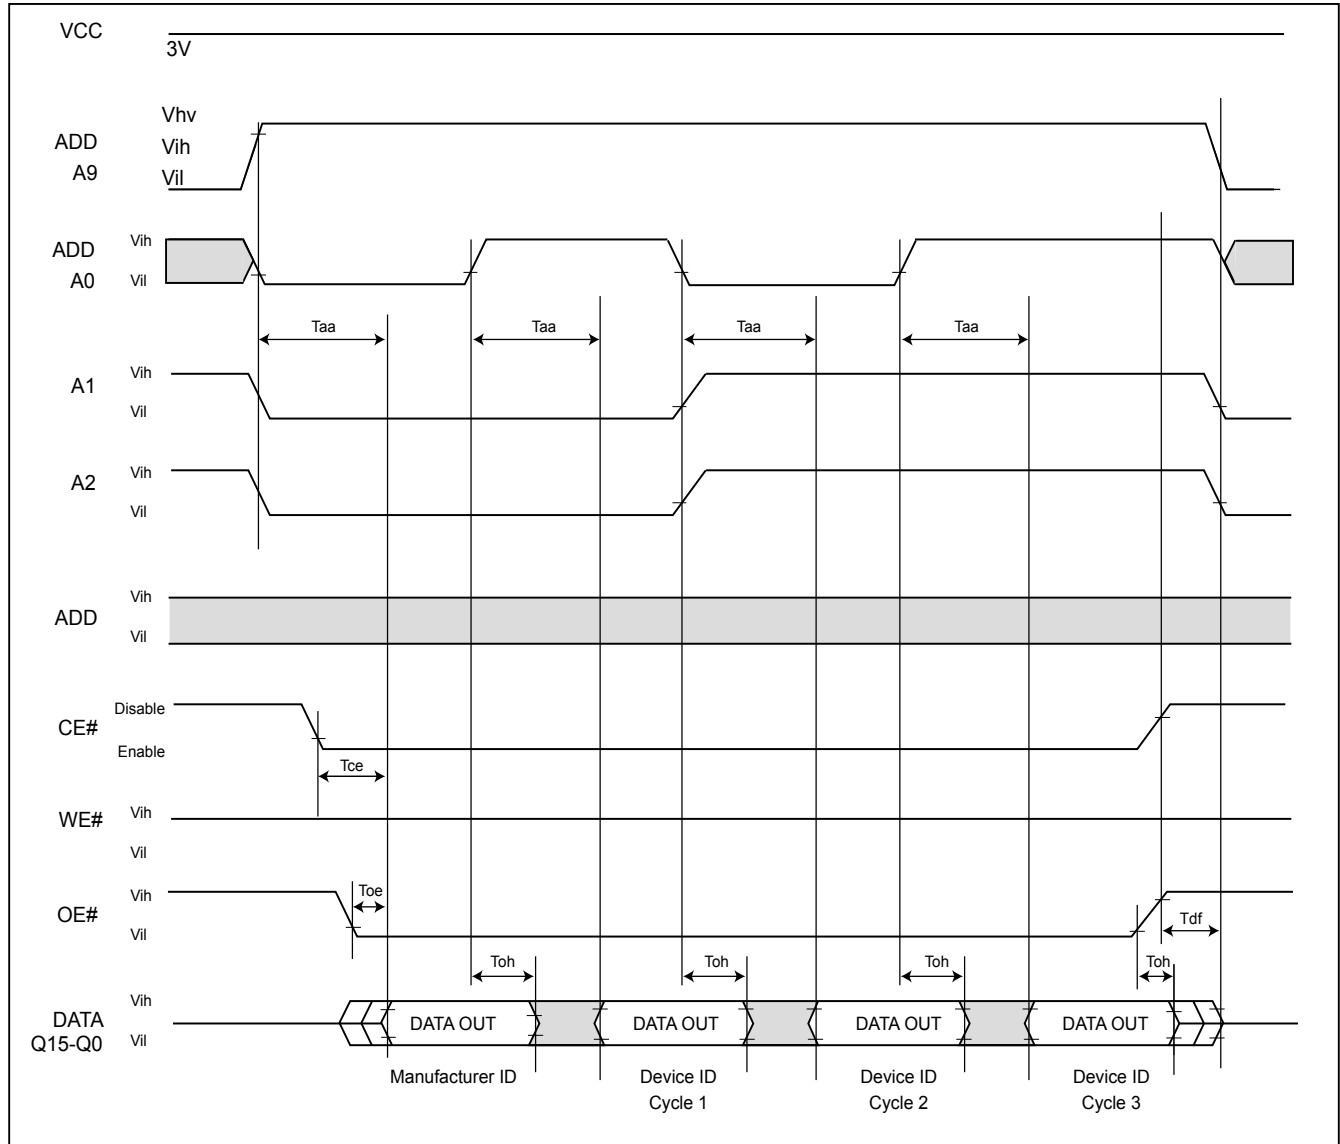 VCC
3V
Vhv
ADD
Vih
A9
Vil
ADD
Vih
A0
Vil
Taa
Taa
Taa
Taa
A1
Vih
Vil
A2
Vih
Vil
ADD
Vih
Vil
CE#
Disable
Enable
Tce
WE#
Vih
Vil
OE#
Vih
Vil
Toe
Tdf
Toh
Toh
Toh
Toh
DATA
Q15-Q0
Vih
Vil
DATA OUT
DATA OUT
DATA OUT
DATA OUT
Manufacturer ID
Device ID
Cycle 1
Device ID
Cycle 2
Device ID
Cycle 3